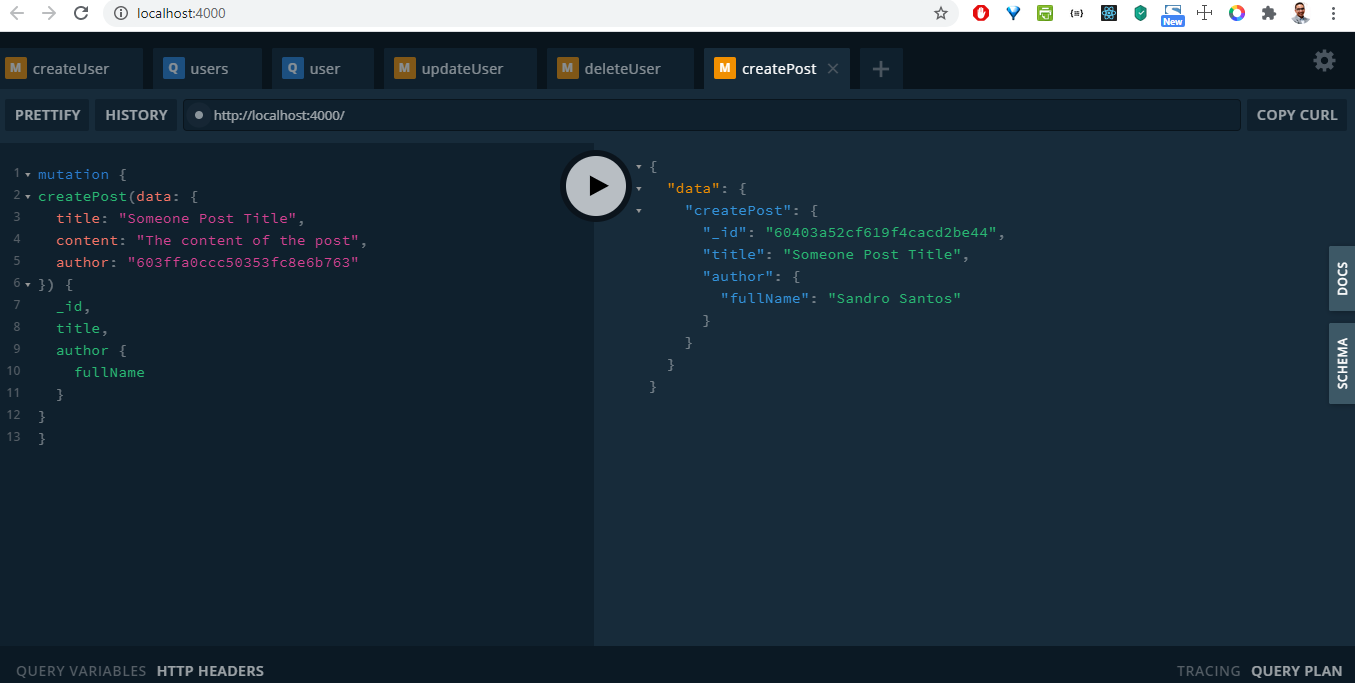 localhost:4000
New
M createUser
Q users
Q user
M updateUser
M deleteUser
M createPost
PRETTIFY
HISTORY
http://localhost:4000/
COPY CURL
1 mutation {
2 createPost(data: {
3 title: "Someone Post Title",
4 content: "The content of the post",
5 author: "603ffa0ccc50353fc8e6b763"
6 }) {
7 _id,
8 title,
9 author {
10 fullName
11 }
12 }
13 }
{
"data": {
"createPost": {
"_id": "60403a52cf619f4cacd2be44",
"title": "Someone Post Title",
"author": {
"fullName": "Sandro Santos"
}
}
}
}
DOCS
SCHEMA
QUERY VARIABLES
HTTP HEADERS
TRACING
QUERY PLAN